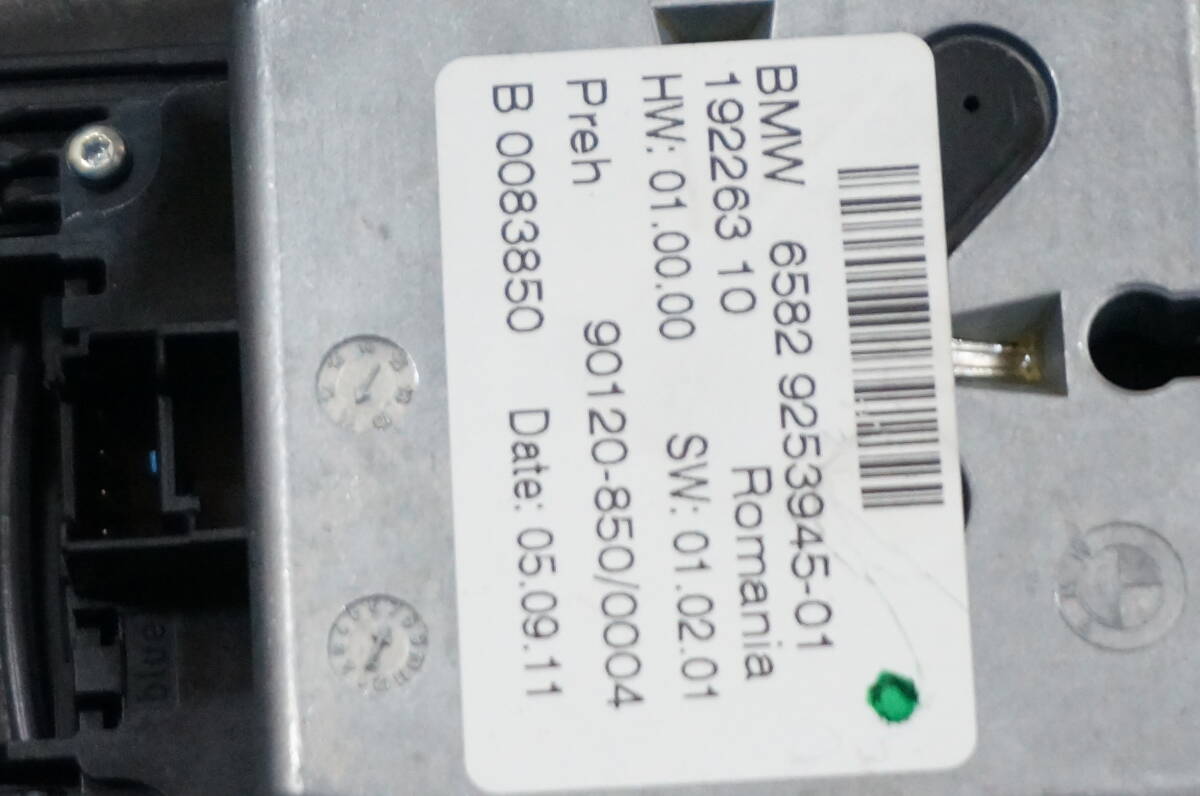 BMW 6582 9253945-01
192263 10 Romania
HW: 01.00.00 SW: 01.02.01
Preh 90120-850/0004
B 0083850 Date: 05.09.11
blue